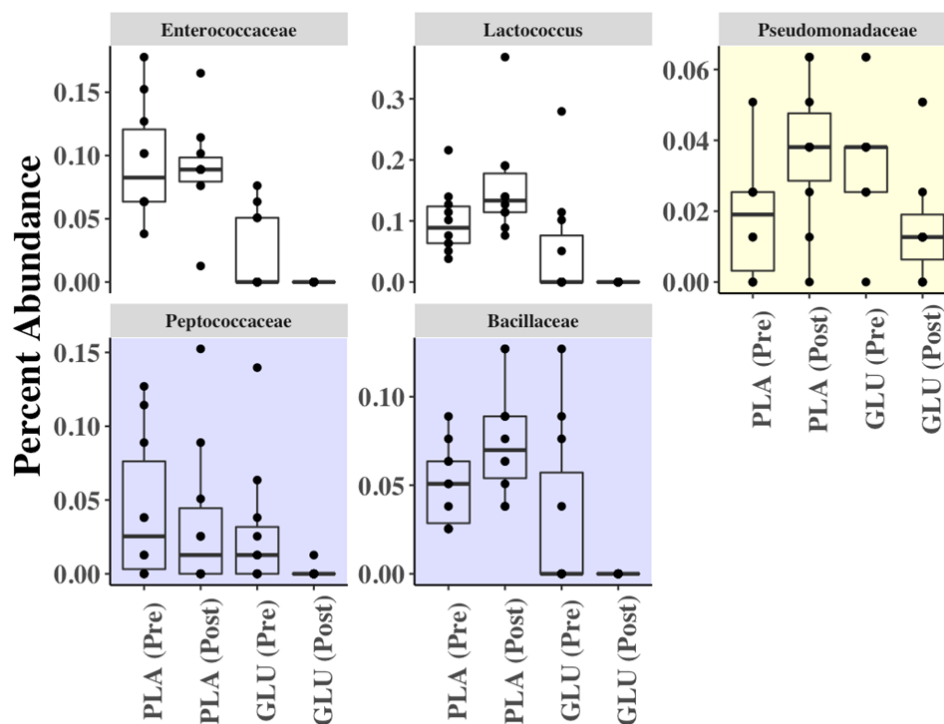 Percent Abundance
Enterococcaceae
0.15
0.10
0.05
0.00
Lactococcus
0.3
0.2
0.1
0.0
Pseudomonadaceae
0.06
0.04
0.02
0.00
PLA (Pre)
PLA (Post)
GLU (Pre)
GLU (Post)
Peptococcaceae
0.15
0.10
0.05
0.00
PLA (Pre)
PLA (Post)
GLU (Pre)
GLU (Post)
Bacillaceae
0.10
0.05
0.00
PLA (Pre)
PLA (Post)
GLU (Pre)
GLU (Post)